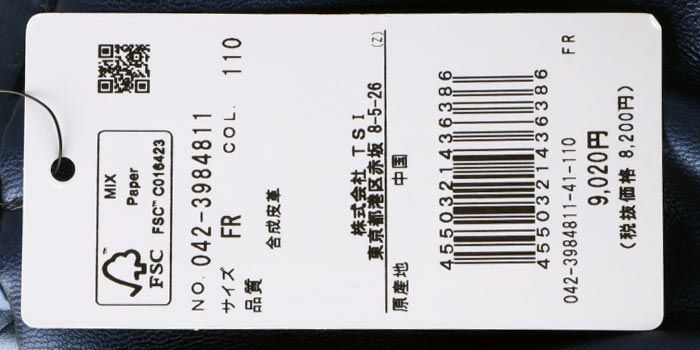 MIX
Paper
FSC™ C016423
FSC
NO. 042-3984811
COL. 110
サイズ FR
品質
合成皮革
株式会社 TSI
東京都港区赤坂 8-5-26
(Z)
原産地 中国
4550321436386
4550321436386
FR
042-3984811-41-110
9,020円
(税抜価格 8,200円)